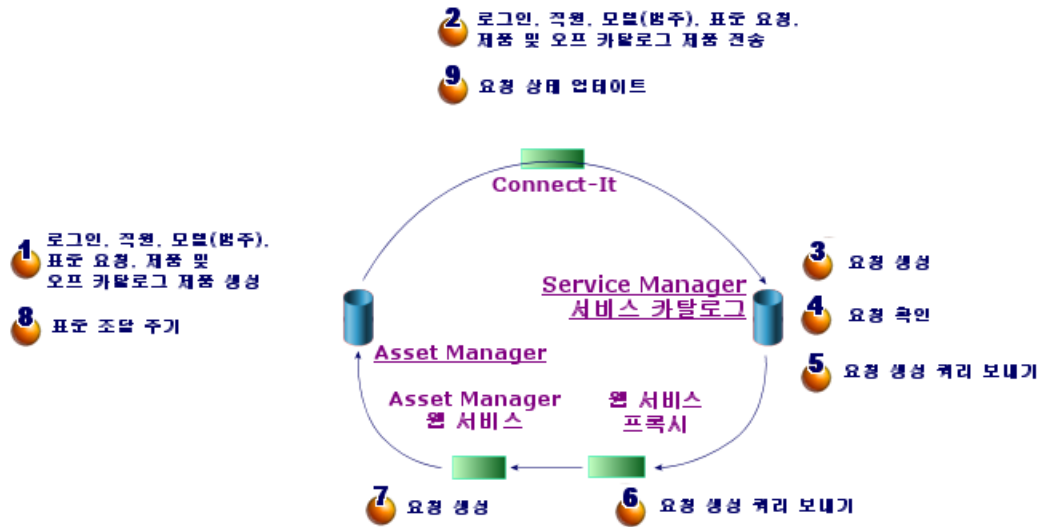 2 로그인, 직원, 모델(범주), 표준 요청,
제품 및 오프 카탈로그 제품 전송
9 요청 상태 업데이트
Connect-It
1 로그인, 직원, 모델(범주),
표준 요청, 제품 및
오프 카탈로그 제품 생성
8 표준 조달 주기
3 요청 생성
Service Manager
서비스 카탈로그
4 요청 확인
Asset Manager
5 요청 생성 쿼리 보내기
Asset Manager
웹 서비스
웹 서비스
프록시
7 요청 생성
6 요청 생성 쿼리 보내기